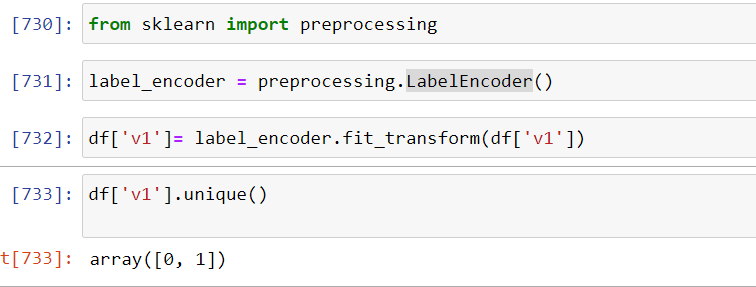 [730]: from sklearn import preprocessing
[731]: label_encoder = preprocessing.LabelEncoder()
[732]: df['v1']= label_encoder.fit_transform(df['v1'])
[733]: df['v1'].unique()
t[733]: array([0, 1])